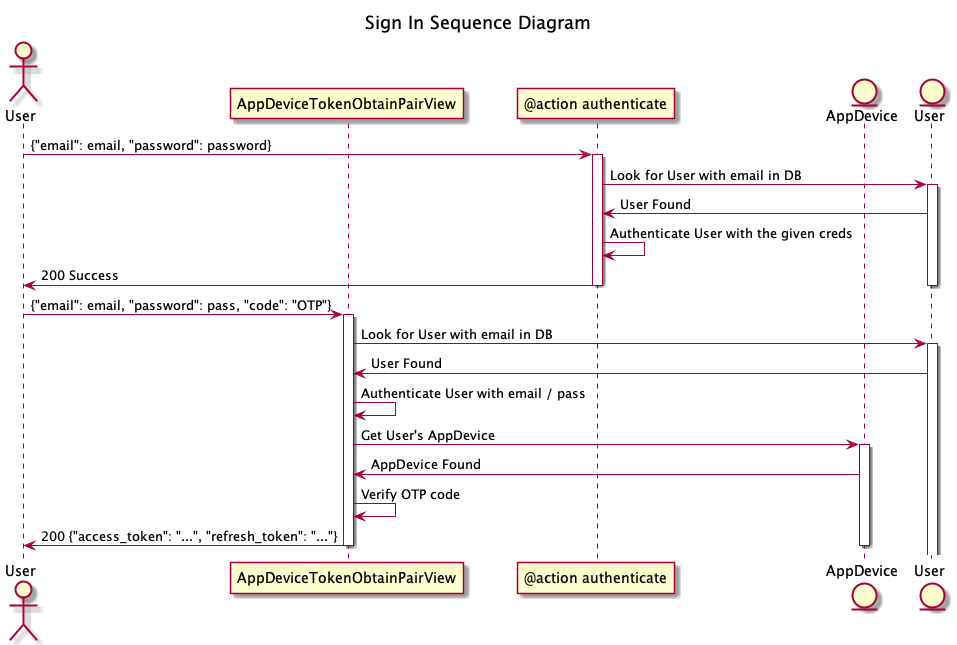 Sign In Sequence Diagram
User
AppDeviceTokenObtainPairView
@action authenticate
AppDevice
User
{"email": email, "password": password}
Look for User with email in DB
User Found
Authenticate User with the given creds
200 Success
{"email": email, "password": pass, "code": "OTP"}
Look for User with email in DB
User Found
Authenticate User with email / pass
Get User's AppDevice
AppDevice Found
Verify OTP code
200 {"access_token": "...", "refresh_token": "..."}
User
AppDeviceTokenObtainPairView
@action authenticate
AppDevice
User